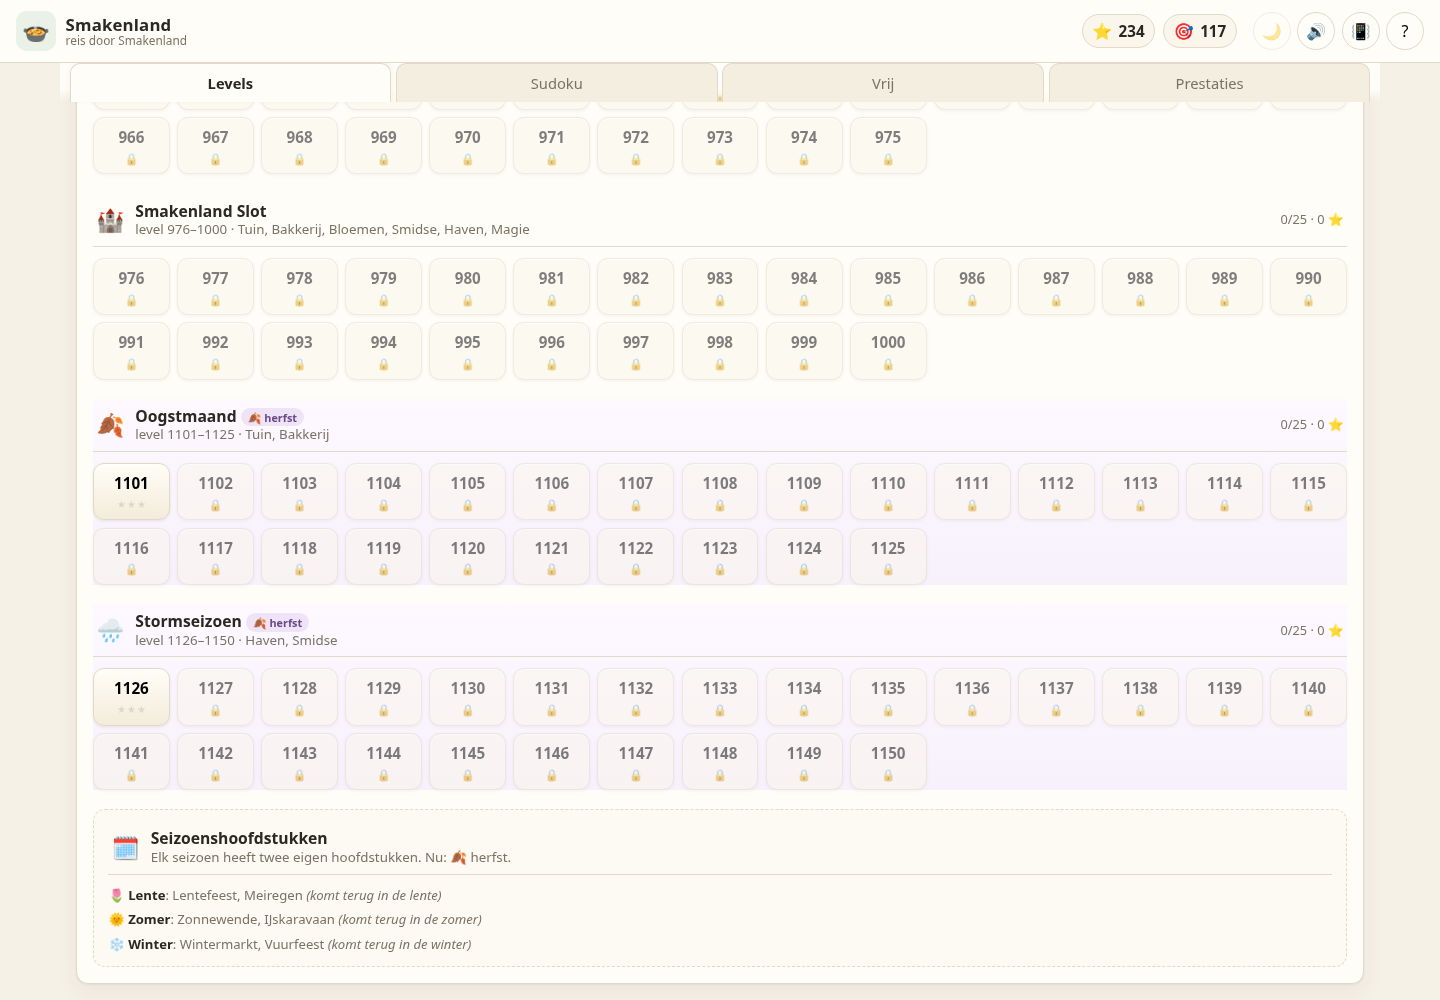 Smakenland
reis door Smakenland
⭐ 234
🎯 117
?
Levels
Sudoku
Vrij
Prestaties
966 967 968 969 970 971 972 973 974 975
Smakenland Slot
level 976–1000 · Tuin, Bakkerij, Bloemen, Smidse, Haven, Magie
0/25 · 0 ⭐
976 977 978 979 980 981 982 983 984 985 986 987 988 989 990
991 992 993 994 995 996 997 998 999 1000
Oogstmaand 🍂 herfst
level 1101–1125 · Tuin, Bakkerij
0/25 · 0 ⭐
1101 1102 1103 1104 1105 1106 1107 1108 1109 1110 1111 1112 1113 1114 1115
1116 1117 1118 1119 1120 1121 1122 1123 1124 1125
Stormseizoen 🍂 herfst
level 1126–1150 · Haven, Smidse
0/25 · 0 ⭐
1126 1127 1128 1129 1130 1131 1132 1133 1134 1135 1136 1137 1138 1139 1140
1141 1142 1143 1144 1145 1146 1147 1148 1149 1150
Seizoenshoofdstukken
Elk seizoen heeft twee eigen hoofdstukken. Nu: 🍂 herfst.
🌷 Lente: Lentefeest, Meiregen (komt terug in de lente)
🌞 Zomer: Zonnewende, IJskaravaan (komt terug in de zomer)
❄️ Winter: Wintermarkt, Vuurfeest (komt terug in de winter)